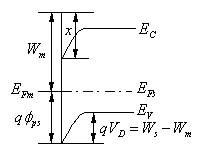 x
E_C
W_m
E_Fm
E_Fs
qϕ_ps
E_V
qV_D = W_s − W_m